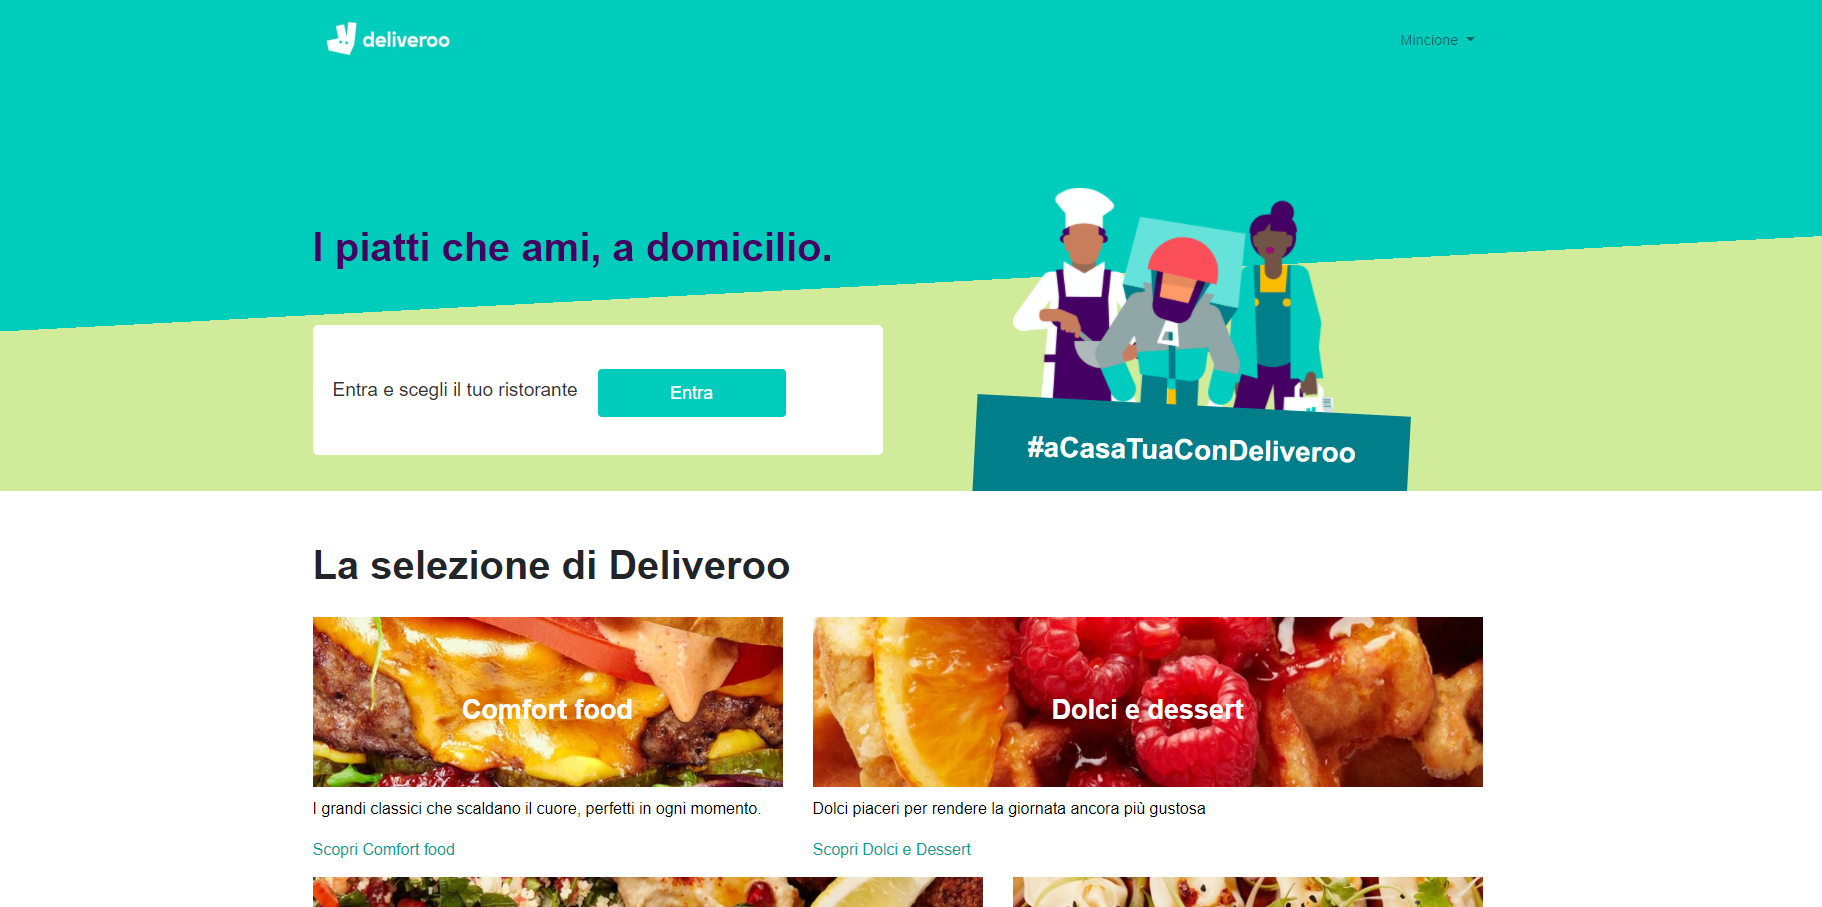 deliveroo
Mincione
I piatti che ami, a domicilio.
Entra e scegli il tuo ristorante
Entra
#aCasaTuaConDeliveroo
La selezione di Deliveroo
Comfort food
Dolci e dessert
I grandi classici che scaldano il cuore, perfetti in ogni momento.
Dolci piaceri per rendere la giornata ancora più gustosa
Scopri Comfort food
Scopri Dolci e Dessert